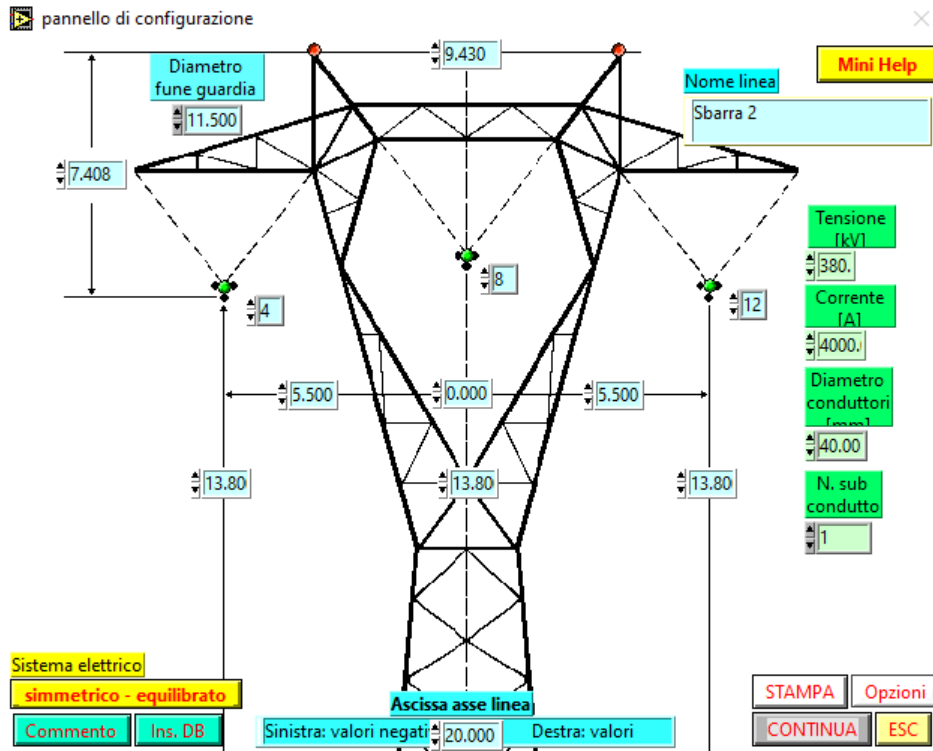 pannello di configurazione
9.430
Mini Help
Diametro
fune guardia
11.500
Nome linea
Sbarra 2
7.408
Tensione
[kV]
380.
4
8
12
Corrente
[A]
4000.
5.500
0.000
5.500
Diametro
conduttori
[mm]
40.00
13.80
13.80
13.80
N. sub
condutto
1
Sistema elettrico
simmetrico - equilibrato
Commento
Ins. DB
Ascissa asse linea
Sinistra: valori negati
20.000
Destra: valori
STAMPA
Opzioni
CONTINUA
ESC